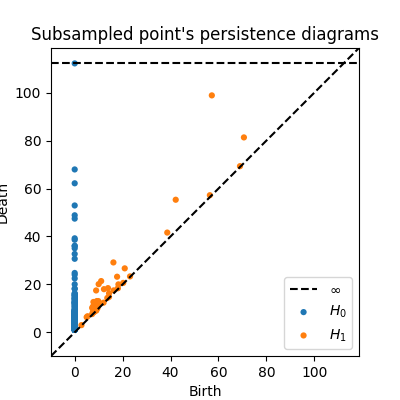 Subsampled point's persistence diagrams
100
80
60
40
20
0
Death
0 20 40 60 80 100
Birth
∞
H₀
H₁